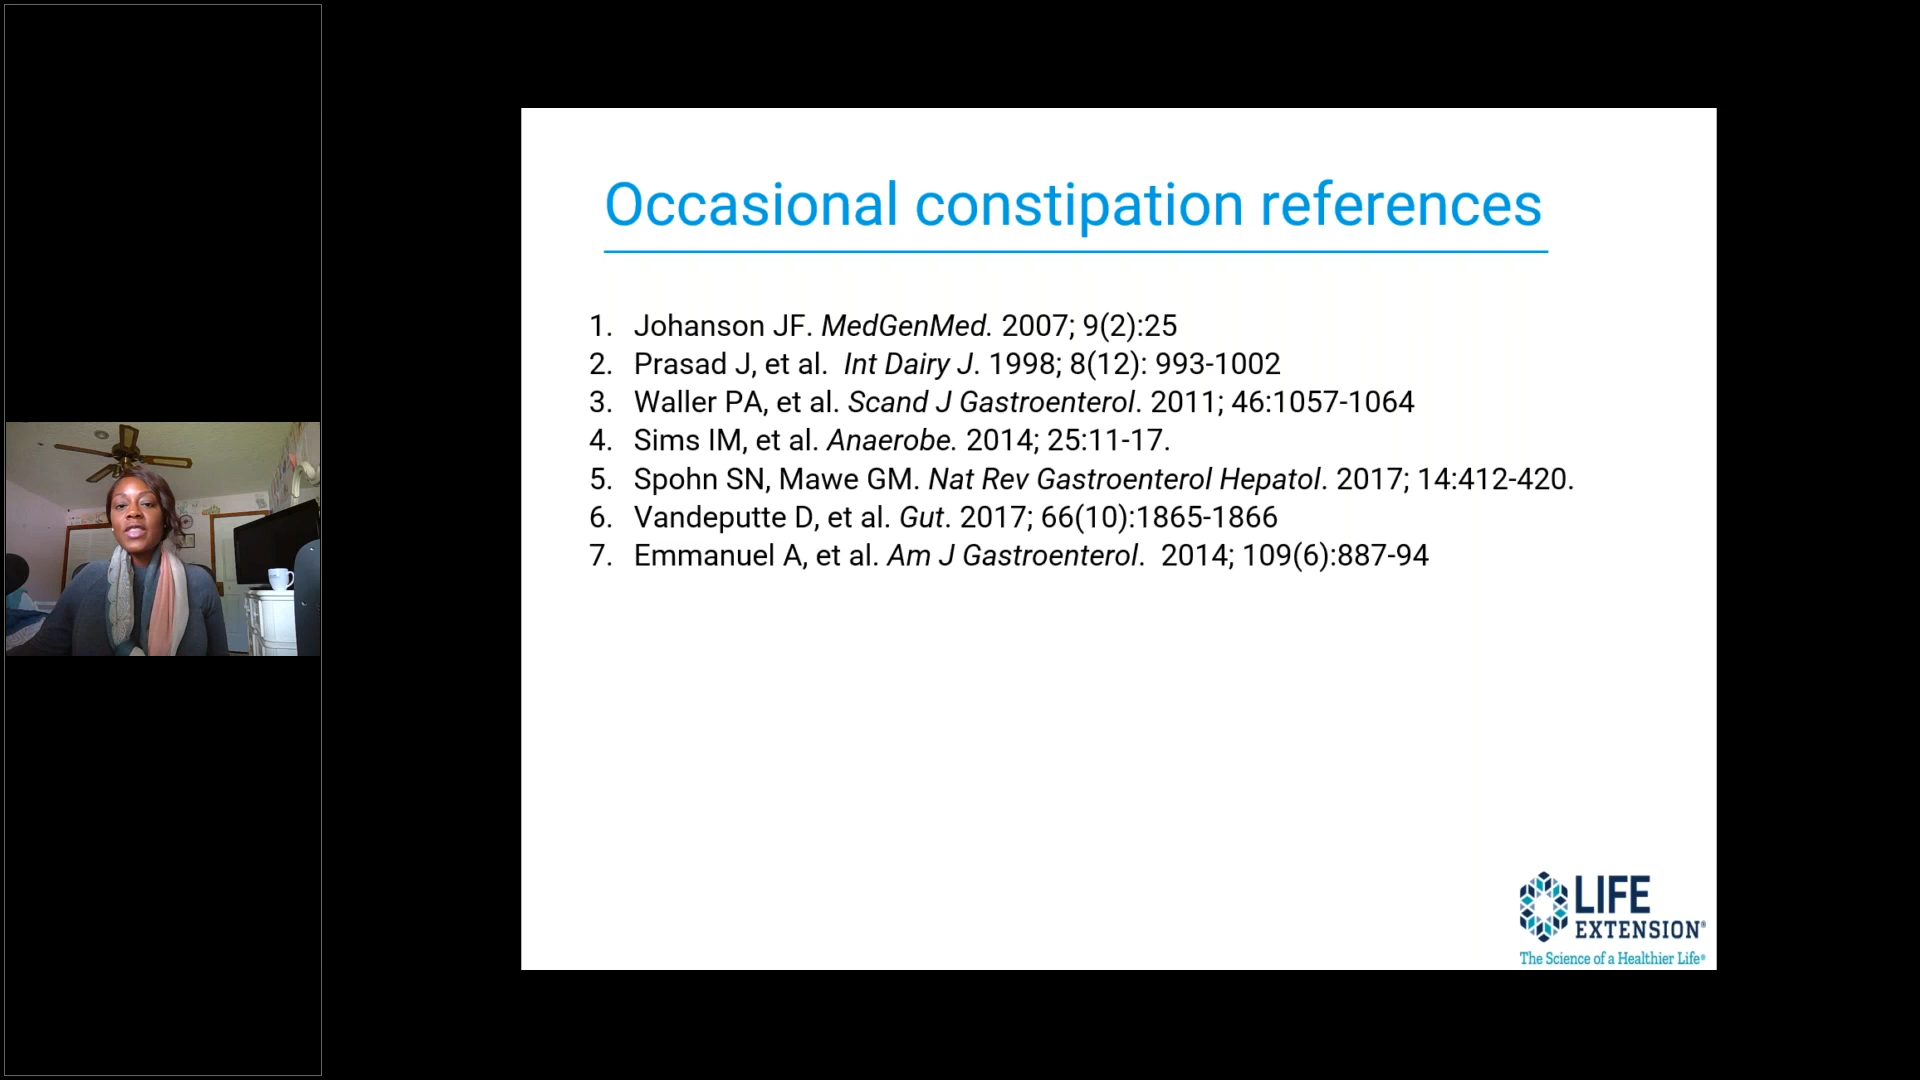 Occasional constipation references
1. Johanson JF. MedGenMed. 2007; 9(2):25
2. Prasad J, et al. Int Dairy J. 1998; 8(12): 993-1002
3. Waller PA, et al. Scand J Gastroenterol. 2011; 46:1057-1064
4. Sims IM, et al. Anaerobe. 2014; 25:11-17.
5. Spohn SN, Mawe GM. Nat Rev Gastroenterol Hepatol. 2017; 14:412-420.
6. Vandeputte D, et al. Gut. 2017; 66(10):1865-1866
7. Emmanuel A, et al. Am J Gastroenterol. 2014; 109(6):887-94
LIFE
EXTENSION®
The Science of a Healthier Life®